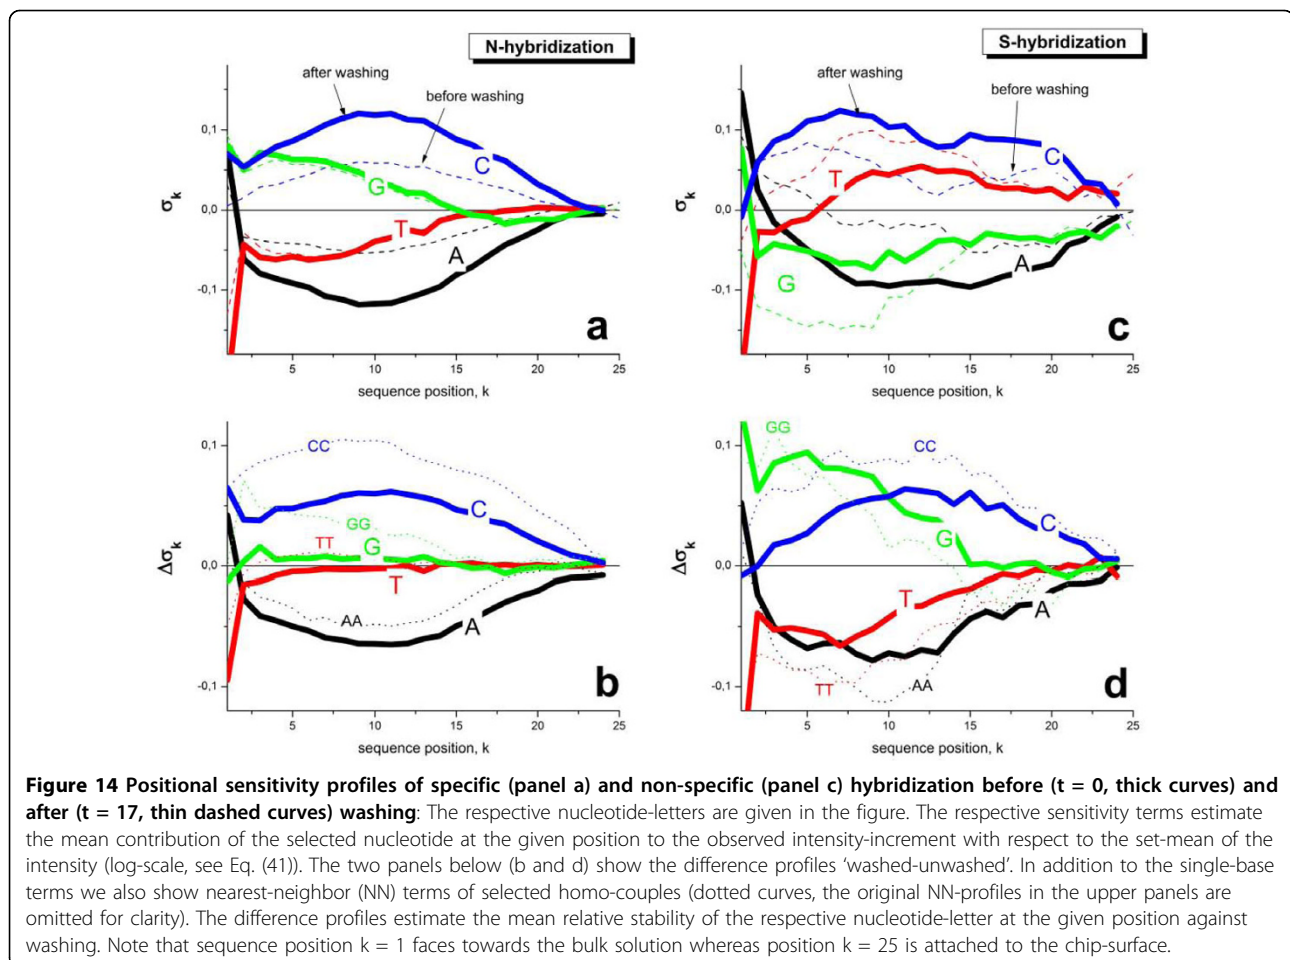 N-hybridization
S-hybridization
after washing
before washing
0,1
0,0
-0,1
σk
C
G
T
A
a
5
10
15
20
25
sequence position, k
after washing
before washing
0,1
0,0
-0,1
σk
C
T
G
A
c
5
10
15
20
25
sequence position, k
0,1
0,0
-0,1
Δσk
CC
C
GG
TT
G
T
AA
A
b
5
10
15
20
25
sequence position, k
0,1
0,0
-0,1
Δσk
GG
CC
C
G
T
A
TT
AA
d
5
10
15
20
25
sequence position, k
Figure 14 Positional sensitivity profiles of specific (panel a) and non-specific (panel c) hybridization before (t = 0, thick curves) and
after (t = 17, thin dashed curves) washing: The respective nucleotide-letters are given in the figure. The respective sensitivity terms estimate
the mean contribution of the selected nucleotide at the given position to the observed intensity-increment with respect to the set-mean of the
intensity (log-scale, see Eq. (41)). The two panels below (b and d) show the difference profiles ‘washed-unwashed’. In addition to the single-base
terms we also show nearest-neighbor (NN) terms of selected homo-couples (dotted curves, the original NN-profiles in the upper panels are
omitted for clarity). The difference profiles estimate the mean relative stability of the respective nucleotide-letter at the given position against
washing. Note that sequence position k = 1 faces towards the bulk solution whereas position k = 25 is attached to the chip-surface.